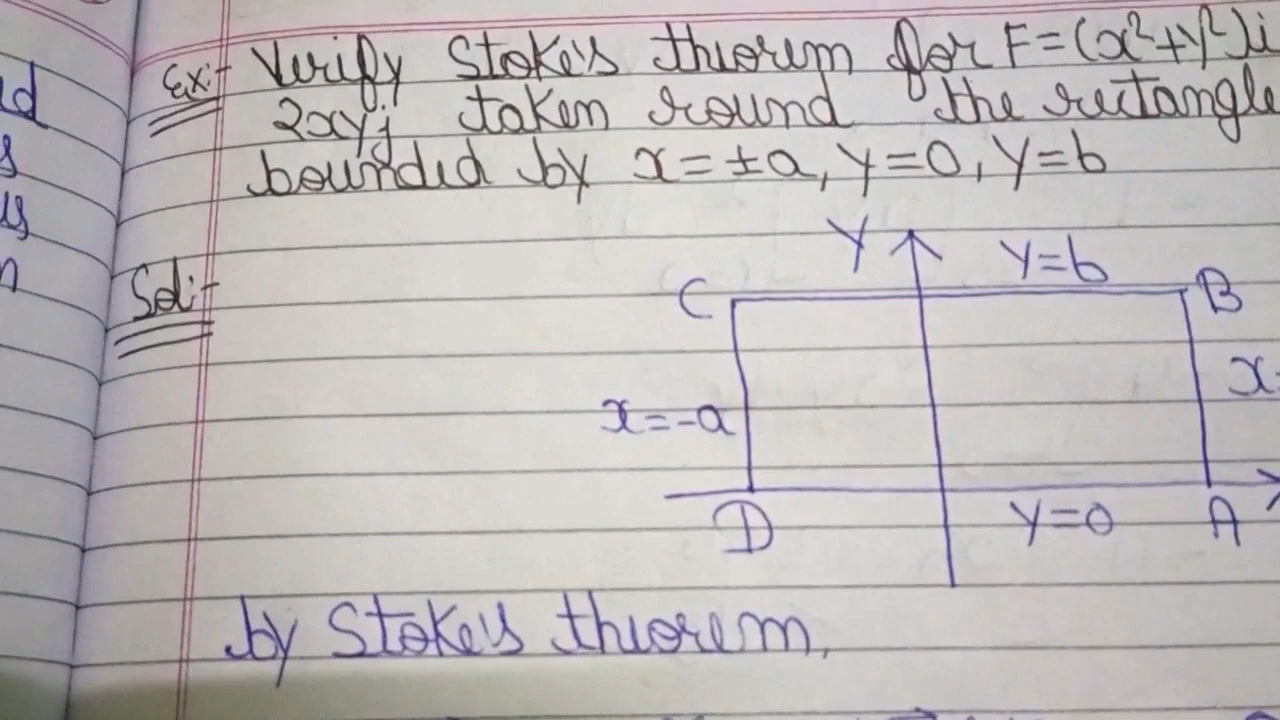 Ex:- Verify Stoke's theorem for F=(x²+y²)i
2xyj taken round the rectangle
bounded by x=±a, y=0, y=b
Sol:-
Y
y=b
C
B
x=-a
x
D
y=0
A
by Stoke's theorem,